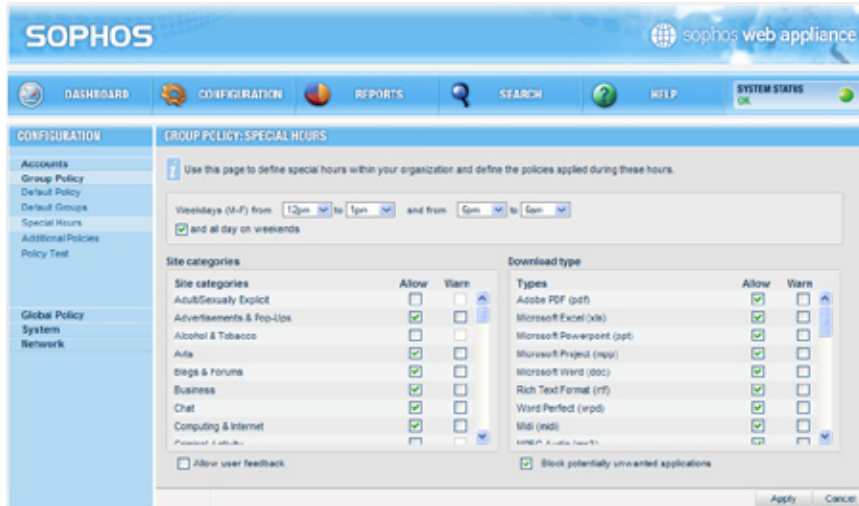 SOPHOS
sophos web appliance
DASHBOARD
CONFIGURATION
REPORTS
SEARCH
HELP
SYSTEM STATUS
OK
CONFIGURATION
Accounts
Group Policy
Default Policy
Default Groups
Special Hours
Additional Policies
Policy Test
Global Policy
System
Network
GROUP POLICY: SPECIAL HOURS
Use this page to define special hours within your organization and define the policies applied during these hours.
Weekdays (M-F) from 12pm to 1pm and from 6pm to 6am
and all day on weekends
Site categories
Site categories Allow Warn
Adult/Sexually Explicit
Advertisements & Pop-Ups
Alcohol & Tobacco
Arts
Blogs & Forums
Business
Chat
Computing & Internet
Criminal Activity
Allow user feedback
Download type
Types Allow Warn
Adobe PDF (pdf)
Microsoft Excel (xls)
Microsoft Powerpoint (ppt)
Microsoft Project (mpp)
Microsoft Word (doc)
Rich Text Format (rtf)
Word Perfect (wpd)
Midi (midi)
MPEG Audio (mp3)
Block potentially unwanted applications
Apply Cancel